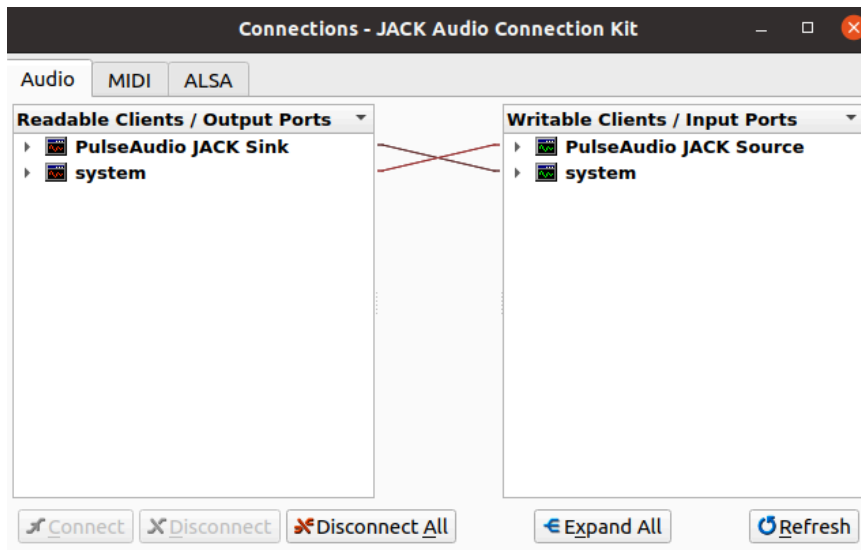 Connections - JACK Audio Connection Kit
Audio MIDI ALSA
Readable Clients / Output Ports Writable Clients / Input Ports
PulseAudio JACK Sink PulseAudio JACK Source
system system
Connect Disconnect Disconnect All Expand All Refresh